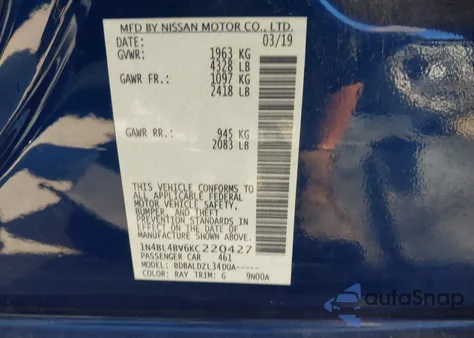 MFD BY NISSAN MOTOR CO., LTD.
DATE: 03/19
GVWR: 1963 KG
4328 LB
GAWR FR.: 1097 KG
2418 LB
GAWR RR.: 945 KG
2083 LB
THIS VEHICLE CONFORMS TO
ALL APPLICABLE FEDERAL
MOTOR VEHICLE SAFETY,
BUMPER, AND THEFT
PREVENTION STANDARDS IN
EFFECT ON THE DATE OF
MANUFACTURE SHOWN ABOVE.
1N4BL4BV6KC220427
PASSENGER CAR 461
MODEL: BDBALDZL34DUA-----
COLOR: RAY TRIM: G 9N00A
autoSnap